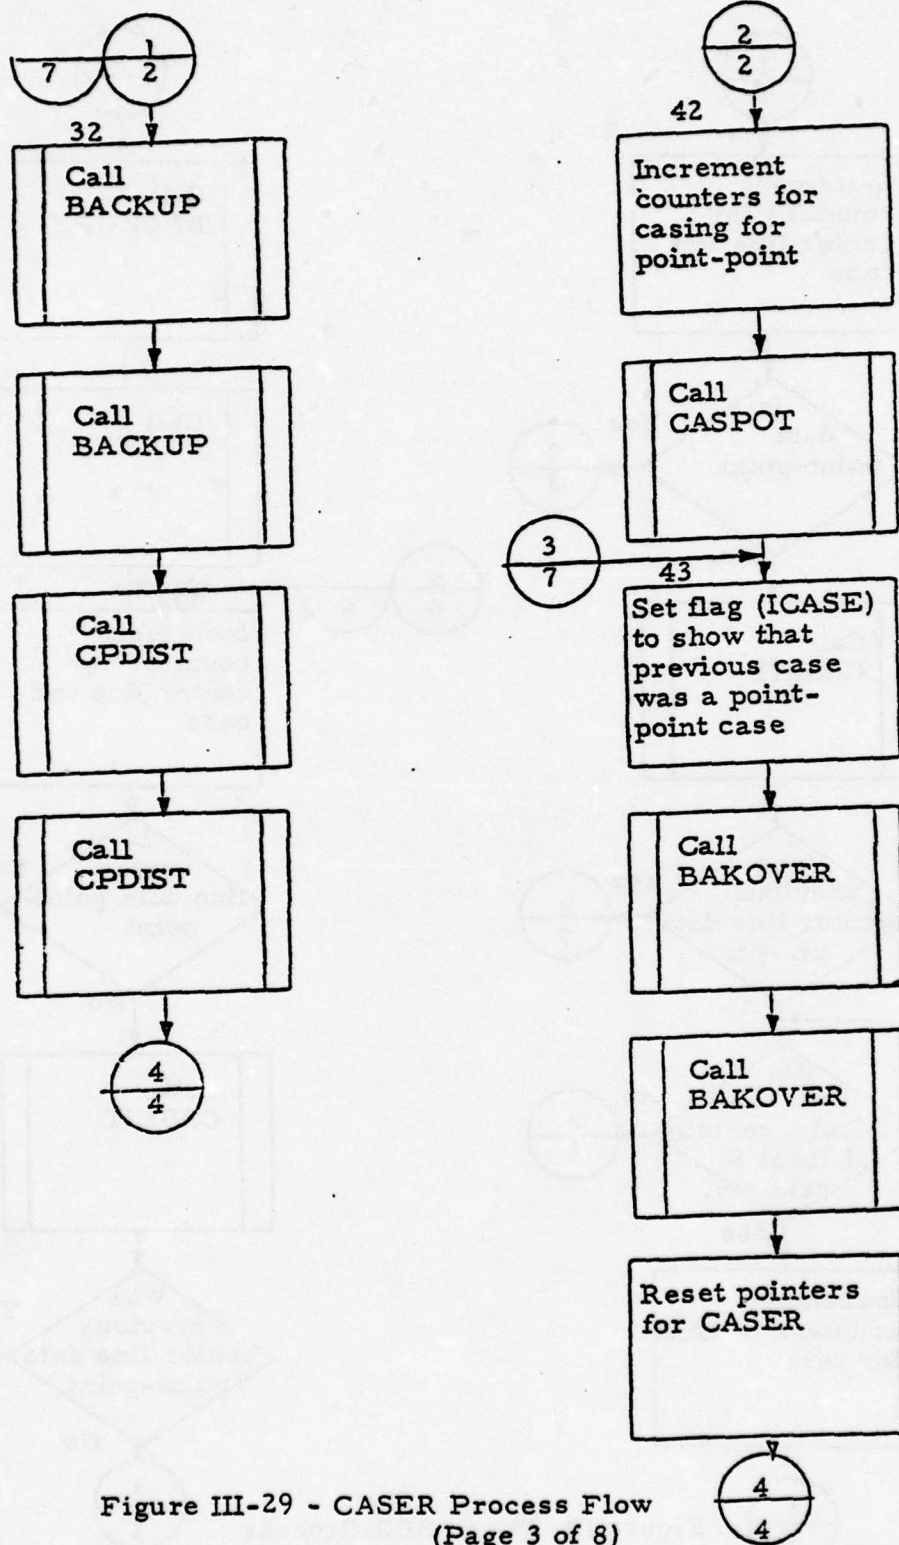 7
1
2
32
Call
BACKUP
Call
BACKUP
Call
CPDIST
Call
CPDIST
4
4
2
2
42
Increment
counters for
casing for
point-point
Call
CASPOT
3
7
43
Set flag (ICASE)
to show that
previous case
was a point-
point case
Call
BAKOVER
Call
BAKOVER
Reset pointers
for CASER
4
4
Figure III-29 - CASER Process Flow
(Page 3 of 8)